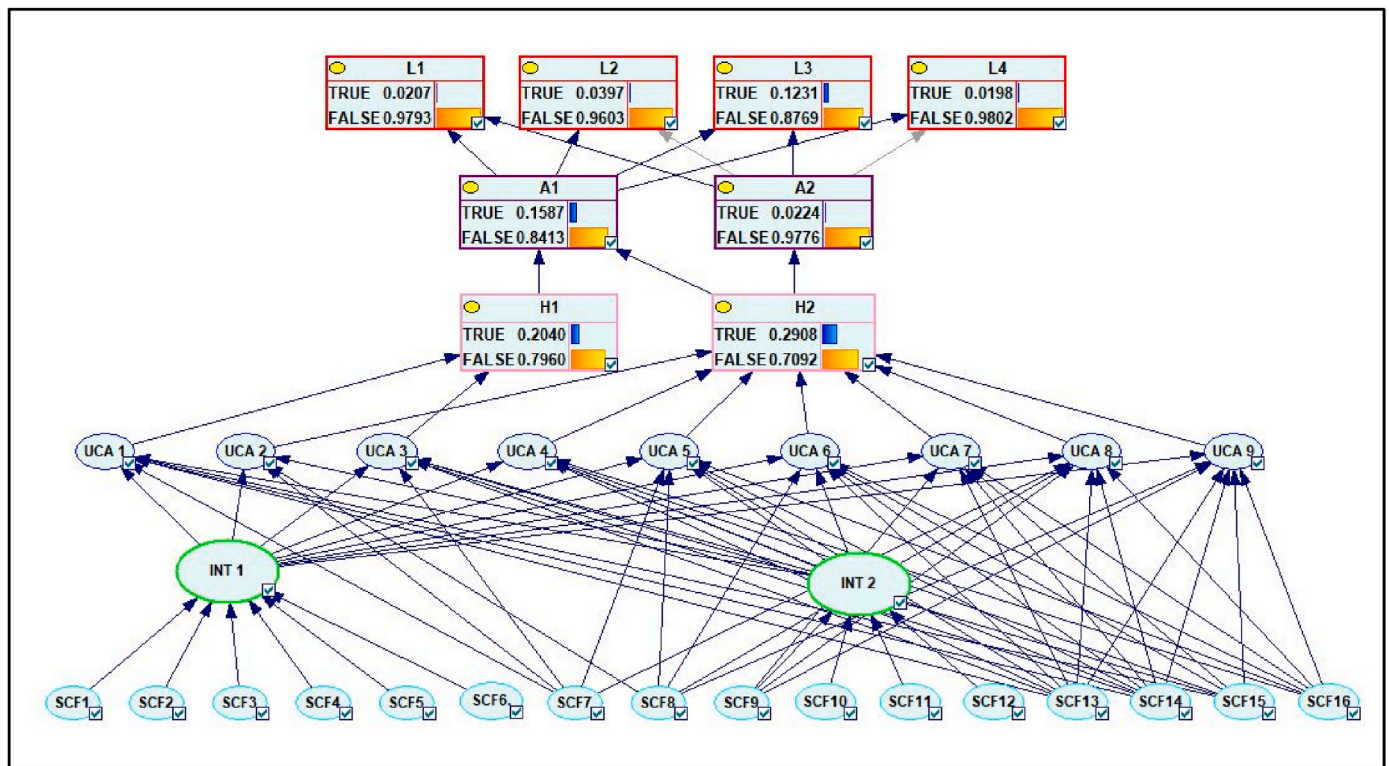 L1
TRUE 0.0207
FALSE 0.9793
L2
TRUE 0.0397
FALSE 0.9603
L3
TRUE 0.1231
FALSE 0.8769
L4
TRUE 0.0198
FALSE 0.9802
A1
TRUE 0.1587
FALSE 0.8413
A2
TRUE 0.0224
FALSE 0.9776
H1
TRUE 0.2040
FALSE 0.7960
H2
TRUE 0.2908
FALSE 0.7092
UCA 1
UCA 2
UCA 3
UCA 4
UCA 5
UCA 6
UCA 7
UCA 8
UCA 9
INT 1
INT 2
SCF1
SCF2
SCF3
SCF4
SCF5
SCF6
SCF7
SCF8
SCF9
SCF10
SCF11
SCF12
SCF13
SCF14
SCF15
SCF16